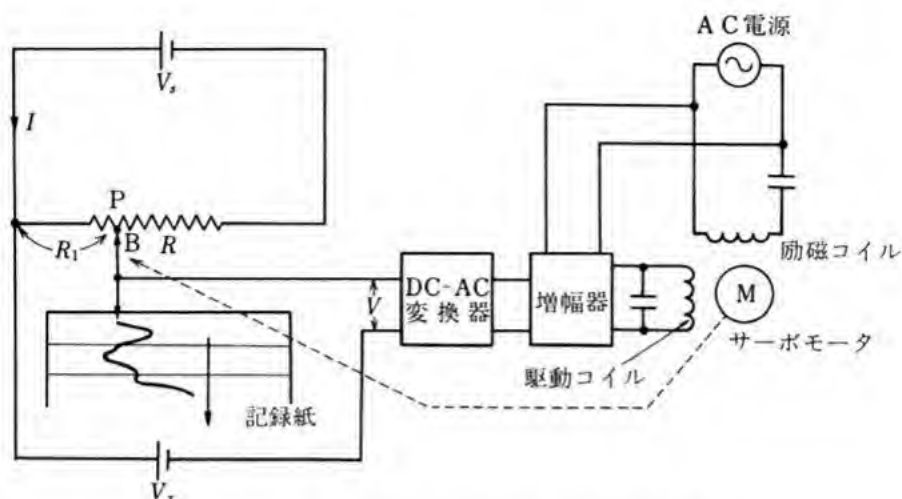 AC電源
V_s
I
P
R_1
B
R
励磁コイル
V
DC-AC
変換器
増幅器
M
サーボモータ
駆動コイル
記録紙